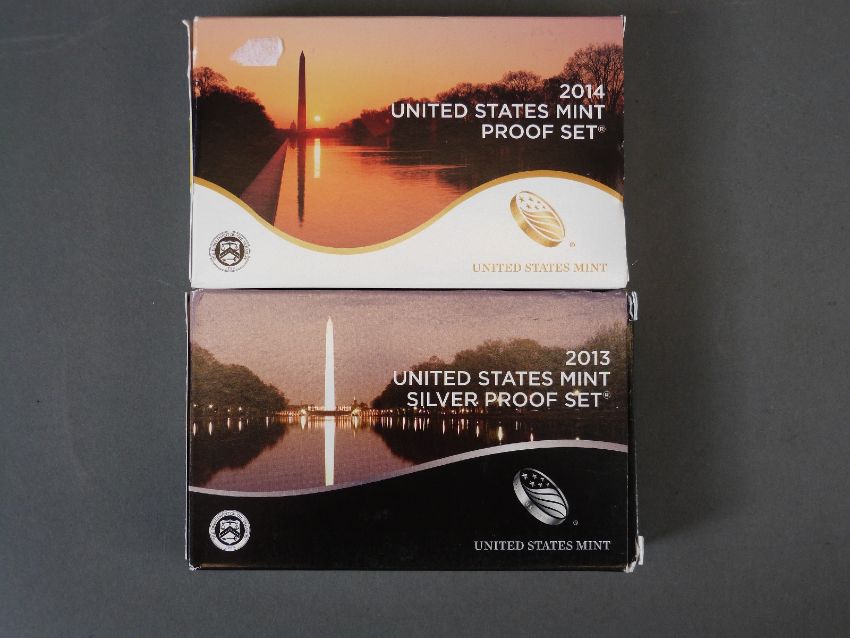 2014
UNITED STATES MINT
PROOF SET®
®
UNITED STATES MINT
2013
UNITED STATES MINT
SILVER PROOF SET®
®
UNITED STATES MINT